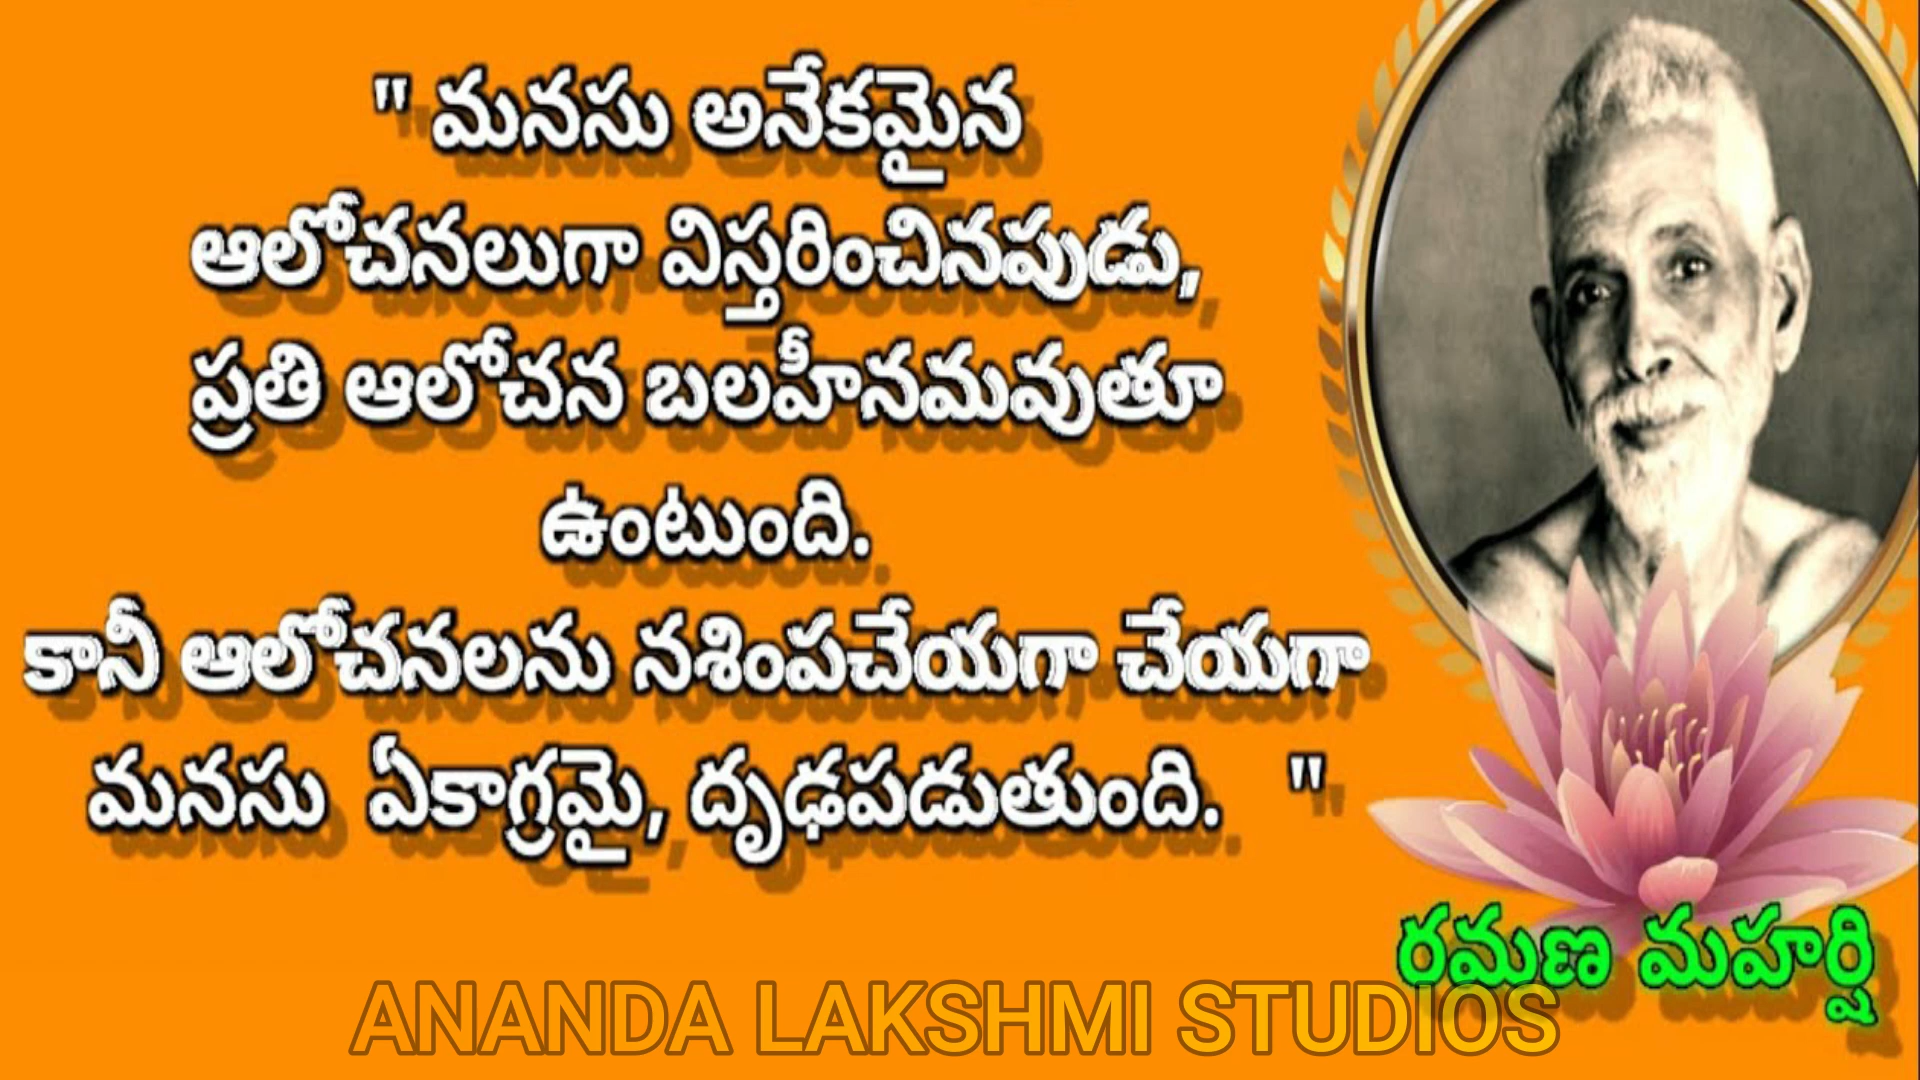 " మనసు అనేకమైన
ఆలోచనలుగా విస్తరించినపుడు,
ప్రతి ఆలోచన బలహీనమవుతూ
ఉంటుంది.
కానీ ఆలోచనలను నశింపచేయగా చేయగా
మనసు ఏకాగ్రమై, దృఢపడుతుంది. "
రమణ మహర్షి
ANANDA LAKSHMI STUDIOS